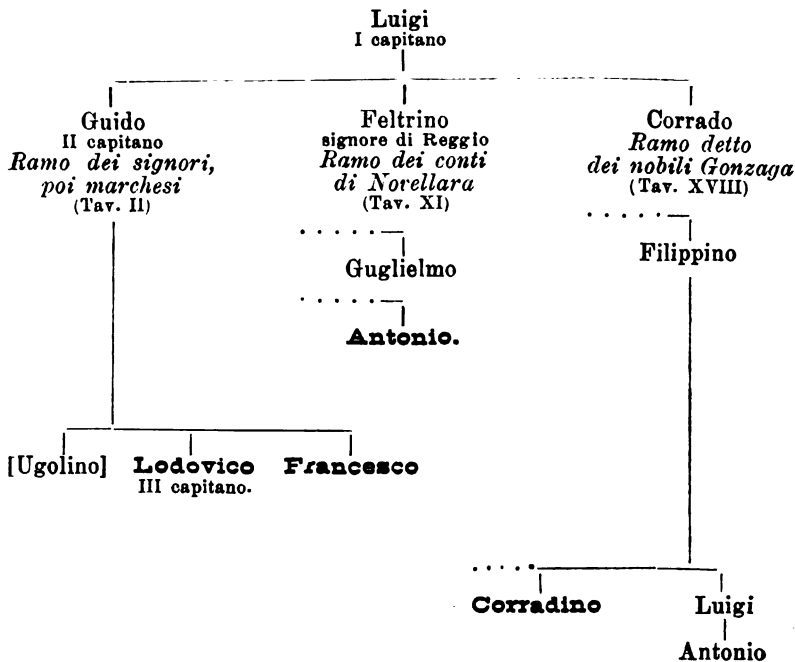 Luigi
I capitano
Guido
II capitano
Ramo dei signori,
poi marchesi
(Tav. II)
Feltrino
signore di Reggio
Ramo dei conti
di Novellara
(Tav. XI)
Corrado
Ramo detto
dei nobili Gonzaga
(Tav. XVIII)
Guglielmo
Antonio.
Filippino
[Ugolino]
Lodovico
III capitano.
Francesco
Corradino
Luigi
Antonio